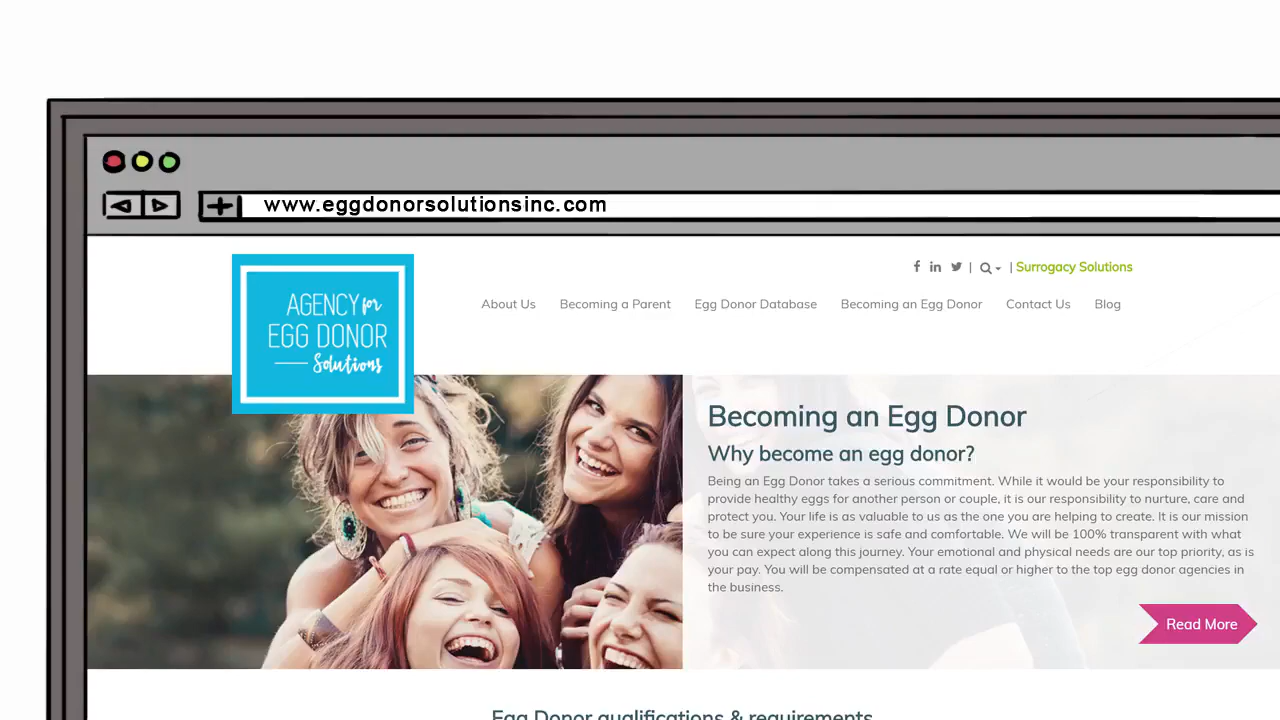 www.eggdonorsolutionsinc.com
AGENCY for
EGG DONOR
Solutions
| | Surrogacy Solutions
About Us Becoming a Parent Egg Donor Database Becoming an Egg Donor Contact Us Blog
Becoming an Egg Donor
Why become an egg donor?
Being an Egg Donor takes a serious commitment. While it would be your responsibility to
provide healthy eggs for another person or couple, it is our responsibility to nurture, care and
protect you. Your life is as valuable to us as the one you are helping to create. It is our mission
to be sure your experience is safe and comfortable. We will be 100% transparent with what
you can expect along this journey. Your emotional and physical needs are our top priority, as is
your pay. You will be compensated at a rate equal or higher to the top egg donor agencies in
the business.
Read More
Egg Donor qualifications & requirements